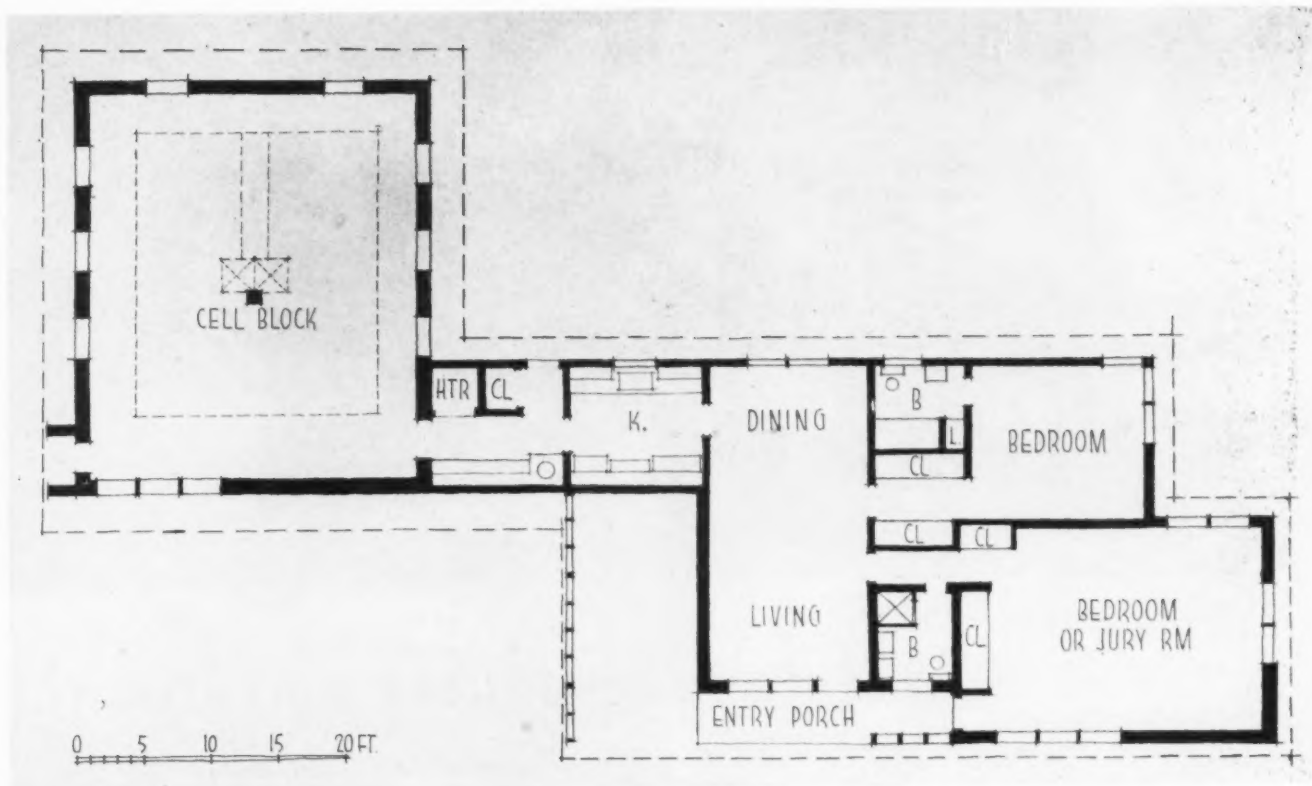 CELL BLOCK
HTR
CL
K.
DINING
B
L
BEDROOM
CL
CL
CL
LIVING
B
CL
BEDROOM
OR JURY RM
ENTRY PORCH
0 5 10 15 20 FT.